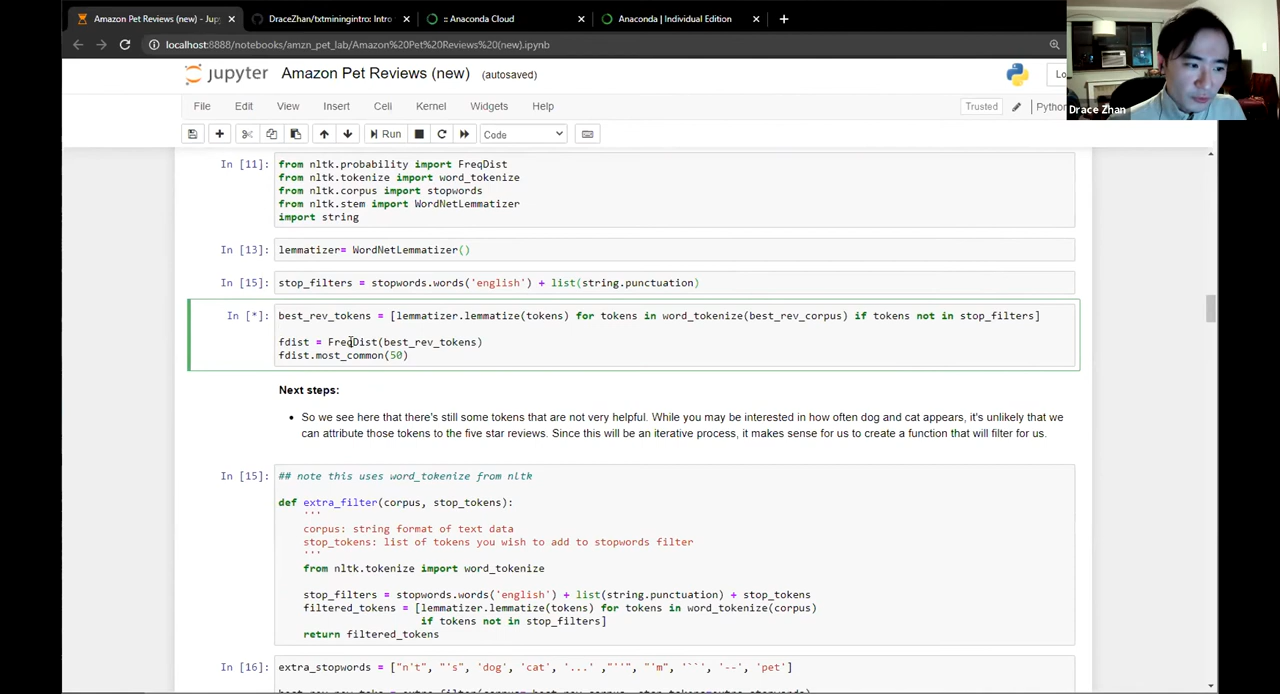 Amazon Pet Reviews (new) - Jup
DraceZhan/txtminingintro: Intro
:: Anaconda Cloud
Anaconda | Individual Edition
localhost:8888/notebooks/amzn_pet_lab/Amazon%20Pet%20Reviews%20(new).ipynb
jupyter Amazon Pet Reviews (new) (autosaved)
Drace Zhan
File Edit View Insert Cell Kernel Widgets Help
Trusted
Run
Code
In [11]: from nltk.probability import FreqDist
from nltk.tokenize import word_tokenize
from nltk.corpus import stopwords
from nltk.stem import WordNetLemmatizer
import string
In [13]: lemmatizer= WordNetLemmatizer()
In [15]: stop_filters = stopwords.words('english') + list(string.punctuation)
In [*]: best_rev_tokens = [lemmatizer.lemmatize(tokens) for tokens in word_tokenize(best_rev_corpus) if tokens not in stop_filters]
fdist = FreqDist(best_rev_tokens)
fdist.most_common(50)
Next steps:
• So we see here that there's still some tokens that are not very helpful. While you may be interested in how often dog and cat appears, it's unlikely that we
can attribute those tokens to the five star reviews. Since this will be an iterative process, it makes sense for us to create a function that will filter for us.
In [15]: ## note this uses word_tokenize from nltk
def extra_filter(corpus, stop_tokens):
'''
corpus: string format of text data
stop_tokens: list of tokens you wish to add to stopwords filter
'''
from nltk.tokenize import word_tokenize
stop_filters = stopwords.words('english') + list(string.punctuation) + stop_tokens
filtered_tokens = [lemmatizer.lemmatize(tokens) for tokens in word_tokenize(corpus)
if tokens not in stop_filters]
return filtered_tokens
In [16]: extra_stopwords = ["n't", "'s", 'dog', 'cat', '...' ,"''", "'m", '``', '--', 'pet']